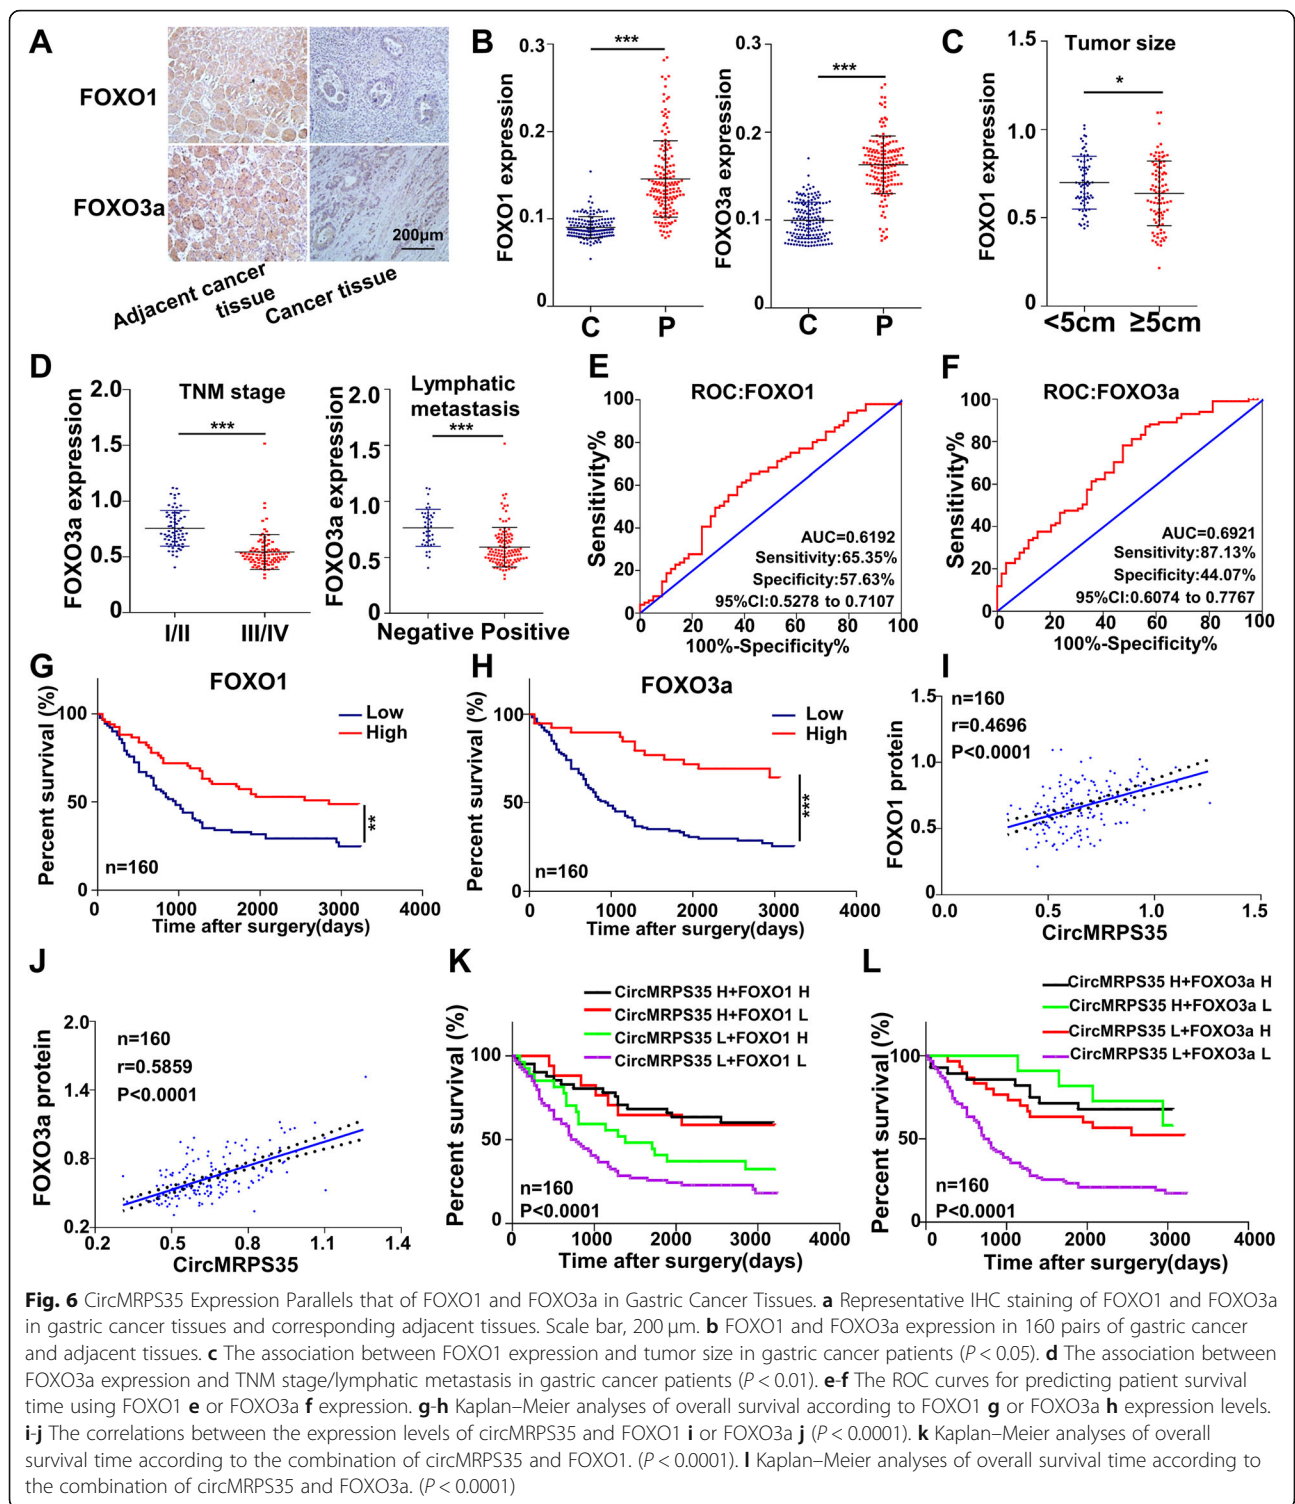 A
FOXO1
FOXO3a
200µm
Adjacent cancer
tissue
Cancer tissue
B
FOXO1 expression
0.3
0.2
0.1
0
***
C
P
FOXO3a expression
0.3
0.2
0.1
0
***
C
P
C
Tumor size
FOXO1 expression
1.5
1.0
0.5
0
*
<5cm
≥5cm
D
FOXO3a expression
2.0
1.5
1.0
0.5
0
TNM stage
***
I/II
III/IV
FOXO3a expression
2.0
1.5
1.0
0.5
0
Lymphatic
metastasis
***
Negative Positive
E
ROC:FOXO1
Sensitivity%
100
80
60
40
20
0
AUC=0.6192
Sensitivity:65.35%
Specificity:57.63%
95%CI:0.5278 to 0.7107
0 20 40 60 80 100
100%-Specificity%
F
ROC:FOXO3a
Sensitivity%
100
80
60
40
20
0
AUC=0.6921
Sensitivity:87.13%
Specificity:44.07%
95%CI:0.6074 to 0.7767
0 20 40 60 80 100
100%-Specificity%
G
FOXO1
Percent survival (%)
100
50
0
Low
High
**
n=160
0 1000 2000 3000 4000
Time after surgery(days)
H
FOXO3a
Percent survival (%)
100
50
0
Low
High
***
n=160
0 1000 2000 3000 4000
Time after surgery(days)
I
FOXO1 protein
1.5
1.0
0.5
0
n=160
r=0.4696
P<0.0001
0.0 0.5 1.0 1.5
CircMRPS35
J
FOXO3a protein
2.0
1.4
0.8
0.2
n=160
r=0.5859
P<0.0001
0.2 0.5 0.8 1.1 1.4
CircMRPS35
K
CircMRPS35 H+FOXO1 H
CircMRPS35 H+FOXO1 L
CircMRPS35 L+FOXO1 H
CircMRPS35 L+FOXO1 L
Percent survival (%)
100
50
0
n=160
P<0.0001
0 1000 2000 3000 4000
Time after surgery(days)
L
CircMRPS35 H+FOXO3a H
CircMRPS35 H+FOXO3a L
CircMRPS35 L+FOXO3a H
CircMRPS35 L+FOXO3a L
Percent survival (%)
100
50
0
n=160
P<0.0001
0 1000 2000 3000 4000
Time after surgery(days)
Fig. 6 CircMRPS35 Expression Parallels that of FOXO1 and FOXO3a in Gastric Cancer Tissues. a Representative IHC staining of FOXO1 and FOXO3a
in gastric cancer tissues and corresponding adjacent tissues. Scale bar, 200 μm. b FOXO1 and FOXO3a expression in 160 pairs of gastric cancer
and adjacent tissues. c The association between FOXO1 expression and tumor size in gastric cancer patients (P < 0.05). d The association between
FOXO3a expression and TNM stage/lymphatic metastasis in gastric cancer patients (P < 0.01). e-f The ROC curves for predicting patient survival
time using FOXO1 e or FOXO3a f expression. g-h Kaplan–Meier analyses of overall survival according to FOXO1 g or FOXO3a h expression levels.
i-j The correlations between the expression levels of circMRPS35 and FOXO1 i or FOXO3a j (P < 0.0001). k Kaplan–Meier analyses of overall
survival time according to the combination of circMRPS35 and FOXO1. (P < 0.0001). l Kaplan–Meier analyses of overall survival time according to
the combination of circMRPS35 and FOXO3a. (P < 0.0001)